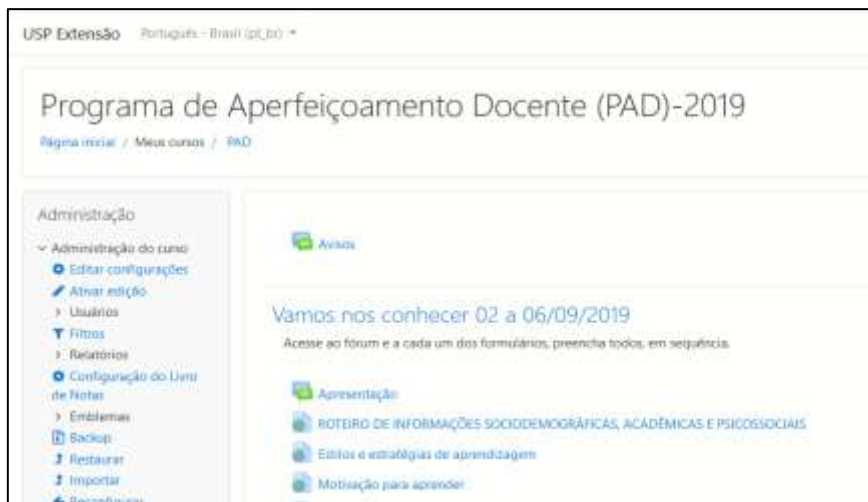 USP Extensão Português - Brasil (pt_br)
Programa de Aperfeiçoamento Docente (PAD)-2019
Página inicial / Meus cursos / PAD
Administração
Administração do curso
Editar configurações
Ativar edição
Usuários
Filtros
Relatórios
Configuração do Livro
de Notas
Emblemas
Backup
Restaurar
Importar
Reconfigurar
Avisos
Vamos nos conhecer 02 a 06/09/2019
Acesse ao fórum e a cada um dos formulários, preencha todos, em sequência.
Apresentação
ROTEIRO DE INFORMAÇÕES SOCIODEMOGRÁFICAS, ACADÊMICAS E PSICOSSOCIAIS
Estilos e estratégias de aprendizagem
Motivação para aprender